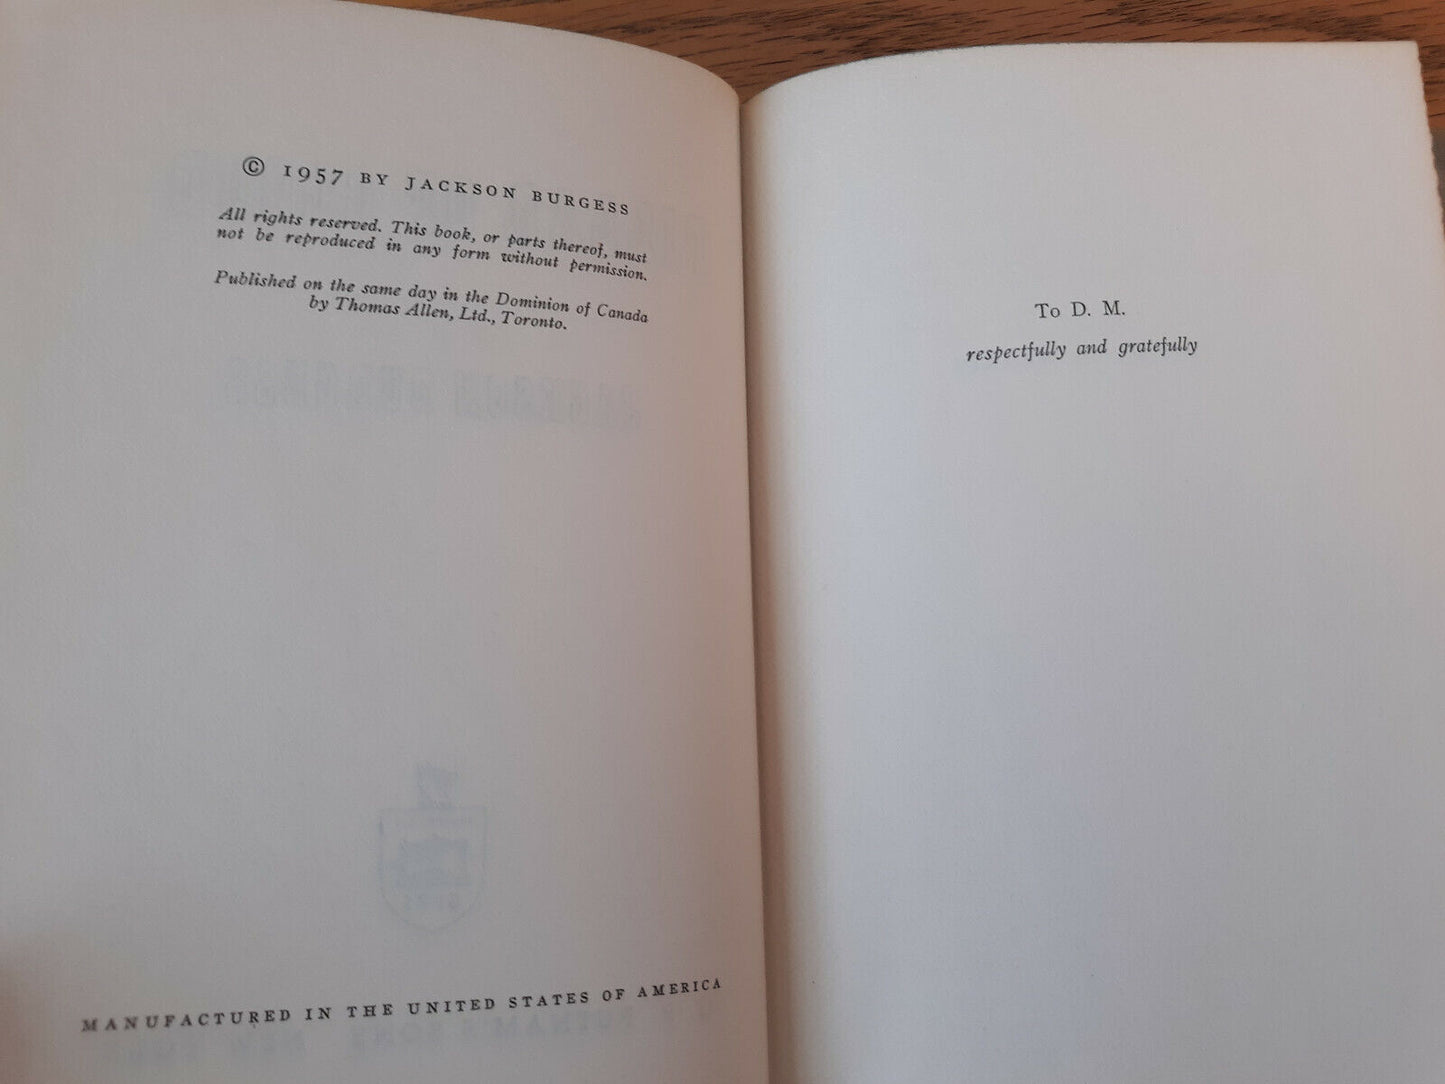 © 1957 BY JACKSON BURGESS
All rights reserved. This book, or parts thereof, must
not be reproduced in any form without permission.
Published on the same day in the Dominion of Canada
by Thomas Allen, Ltd., Toronto.
MANUFACTURED IN THE UNITED STATES OF AMERICA
To D. M.
respectfully and gratefully